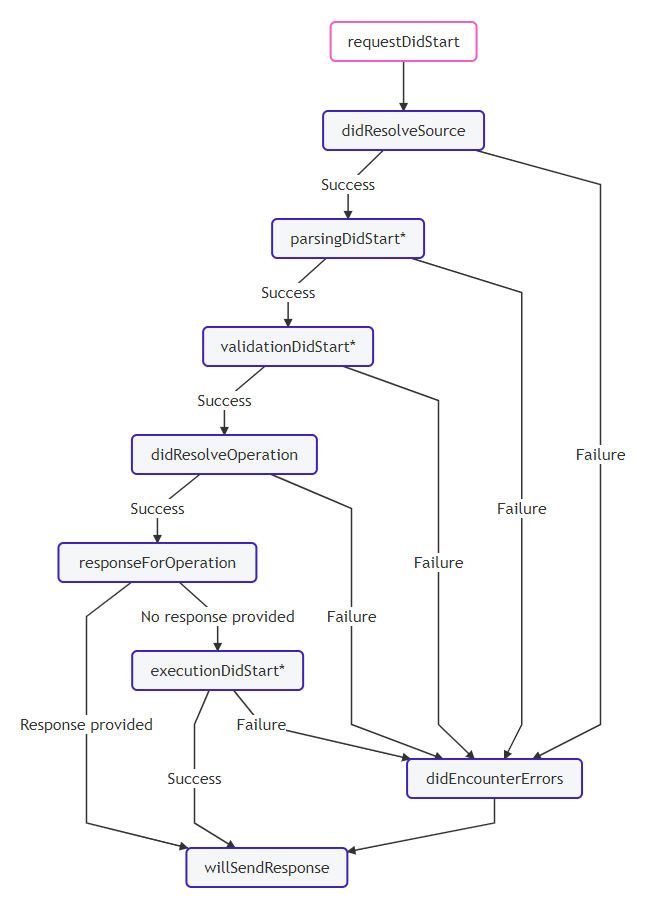 requestDidStart
didResolveSource
Success
parsingDidStart*
Success
validationDidStart*
Success
didResolveOperation
Failure
Success
Failure
responseForOperation
Failure
No response provided
Failure
executionDidStart*
Response provided
Failure
Success
didEncounterErrors
willSendResponse